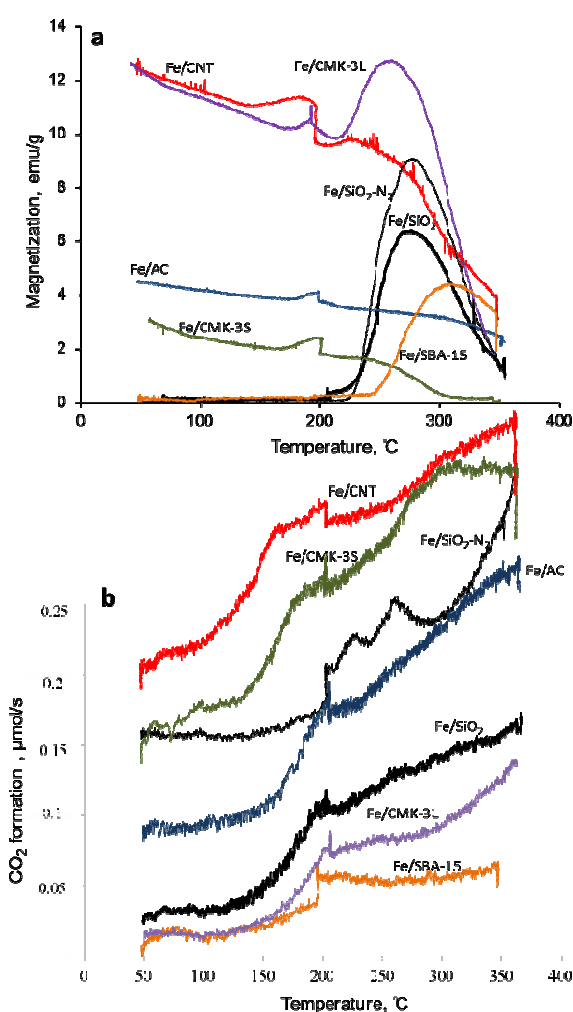 a
14
12
10
8
6
4
2
0
0
100
200
300
400
Magnetization, emu/g
Temperature, ℃
Fe/CNT
Fe/CMK-3L
Fe/SiO2-N2
Fe/SiO2
Fe/AC
Fe/CMK-3S
Fe/SBA-15
b
0.25
0.2
0.15
0.1
0.05
0
50
100
150
200
250
300
350
400
CO2 formation , μmol/s
Temperature, ℃
Fe/CNT
Fe/CMK-3S
Fe/SiO2-N2
Fe/AC
Fe/SiO2
Fe/CMK-3L
Fe/SBA-15